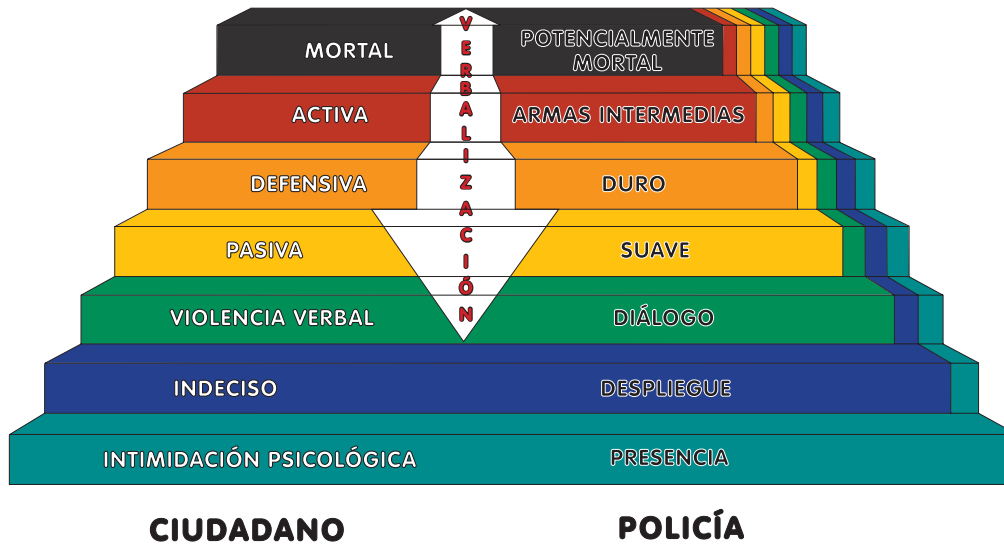 VERBALIZACIÓN
MORTAL
POTENCIALMENTE
MORTAL
ACTIVA
ARMAS INTERMEDIAS
DEFENSIVA
DURO
PASIVA
SUAVE
VIOLENCIA VERBAL
DIÁLOGO
INDECISO
DESPLIEGUE
INTIMIDACIÓN PSICOLÓGICA
PRESENCIA
CIUDADANO
POLICÍA